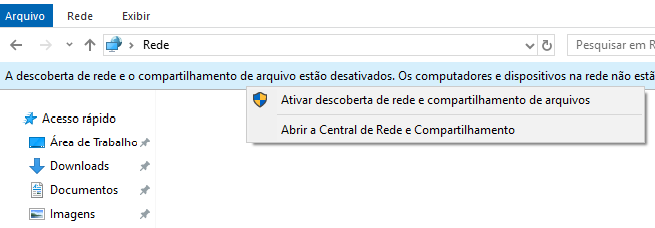 Arquivo Rede Exibir
Rede
Pesquisar em R
A descoberta de rede e o compartilhamento de arquivo estão desativados. Os computadores e dispositivos na rede não estã
Ativar descoberta de rede e compartilhamento de arquivos
Abrir a Central de Rede e Compartilhamento
Acesso rápido
Área de Trabalho
Downloads
Documentos
Imagens